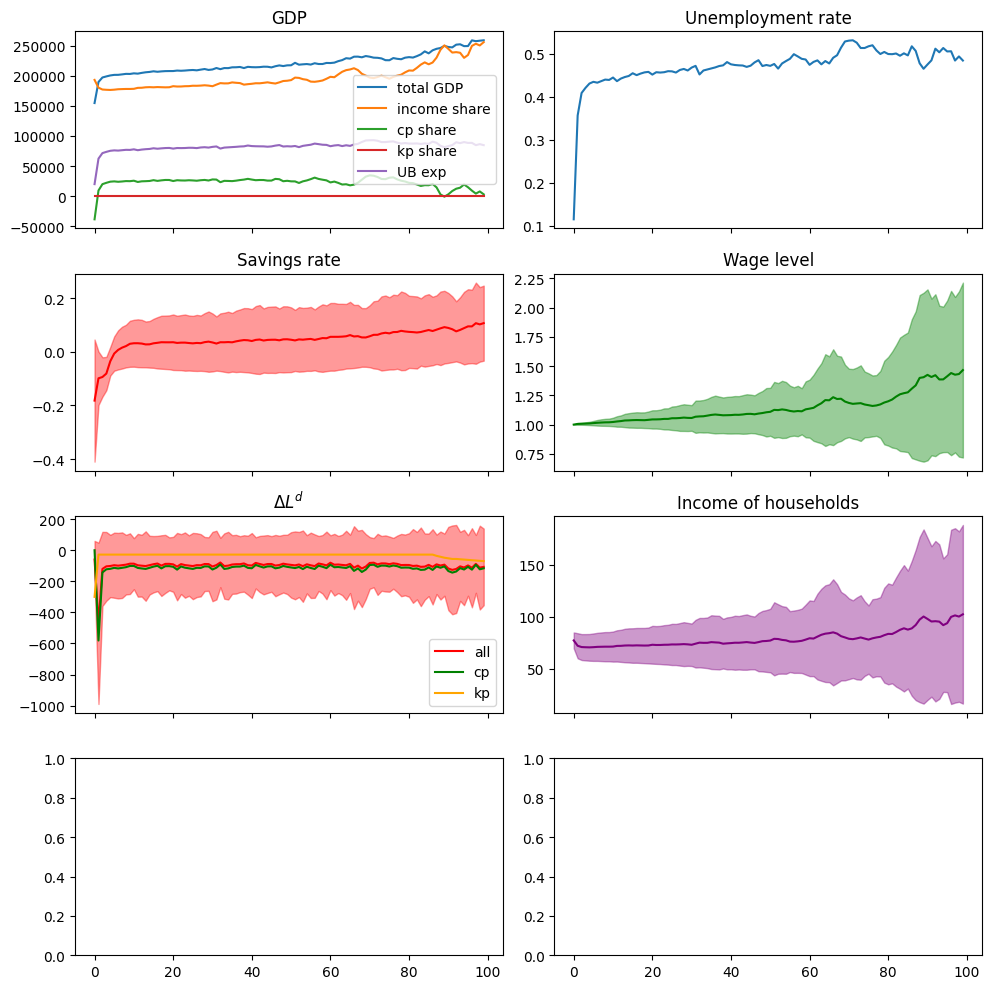 GDP
250000
200000
150000
100000
50000
0
−50000
total GDP
income share
cp share
kp share
UB exp
Unemployment rate
0.5
0.4
0.3
0.2
0.1
Savings rate
0.2
0.0
−0.2
−0.4
Wage level
2.25
2.00
1.75
1.50
1.25
1.00
0.75
ΔL^d
200
0
−200
−400
−600
−800
−1000
all
cp
kp
Income of households
150
100
50
1.0
0.8
0.6
0.4
0.2
0.0
0 20 40 60 80 100
1.0
0.8
0.6
0.4
0.2
0.0
0 20 40 60 80 100